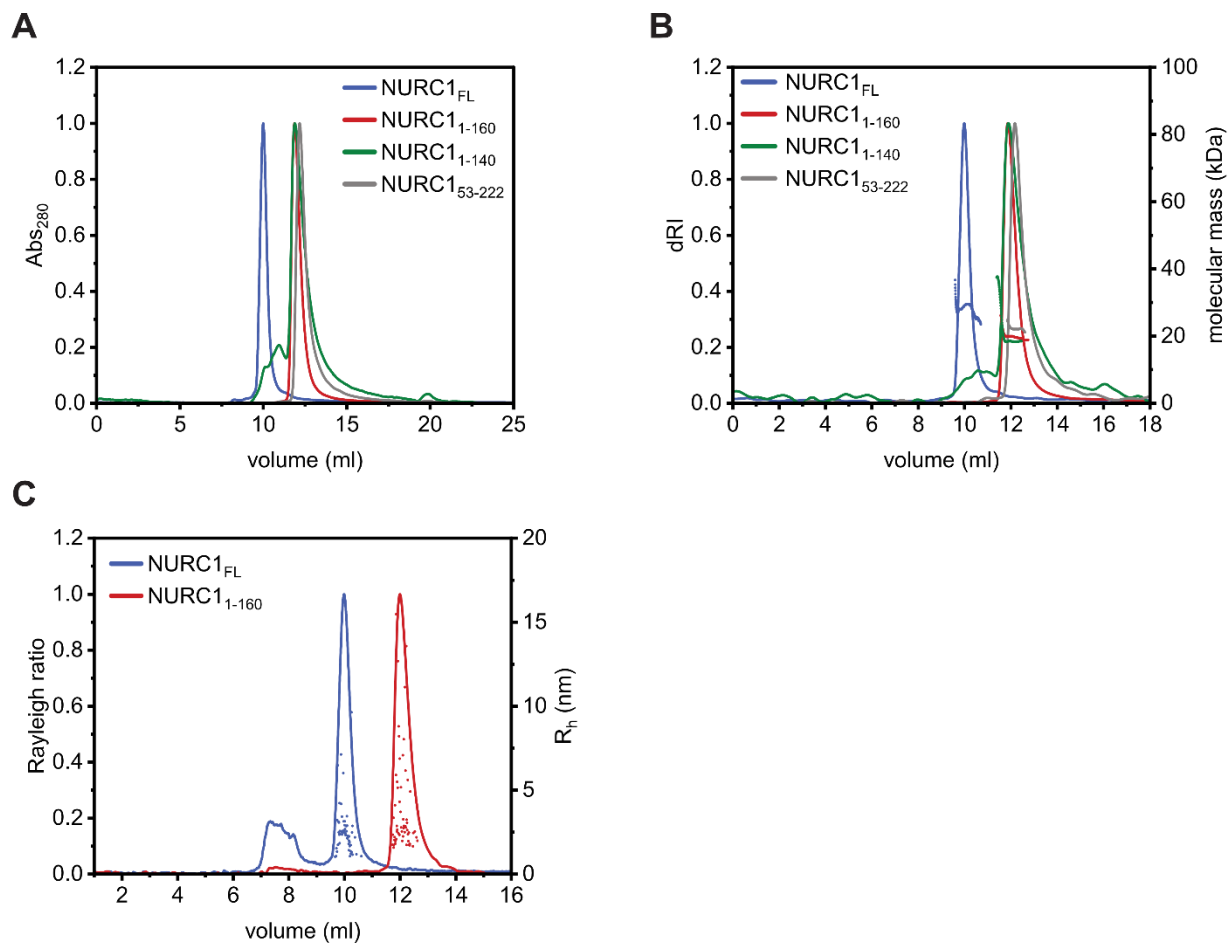 A
1.2
1.0
0.8
0.6
0.4
0.2
0.0
Abs280
NURC1FL
NURC11-160
NURC11-140
NURC153-222
0 5 10 15 20 25
volume (ml)
B
1.2
1.0
0.8
0.6
0.4
0.2
0.0
dRI
NURC1FL
NURC11-160
NURC11-140
NURC153-222
100
80
60
40
20
0
molecular mass (kDa)
0 2 4 6 8 10 12 14 16 18
volume (ml)
C
1.2
1.0
0.8
0.6
0.4
0.2
0.0
Rayleigh ratio
NURC1FL
NURC11-160
20
15
10
5
0
Rh (nm)
2 4 6 8 10 12 14 16
volume (ml)